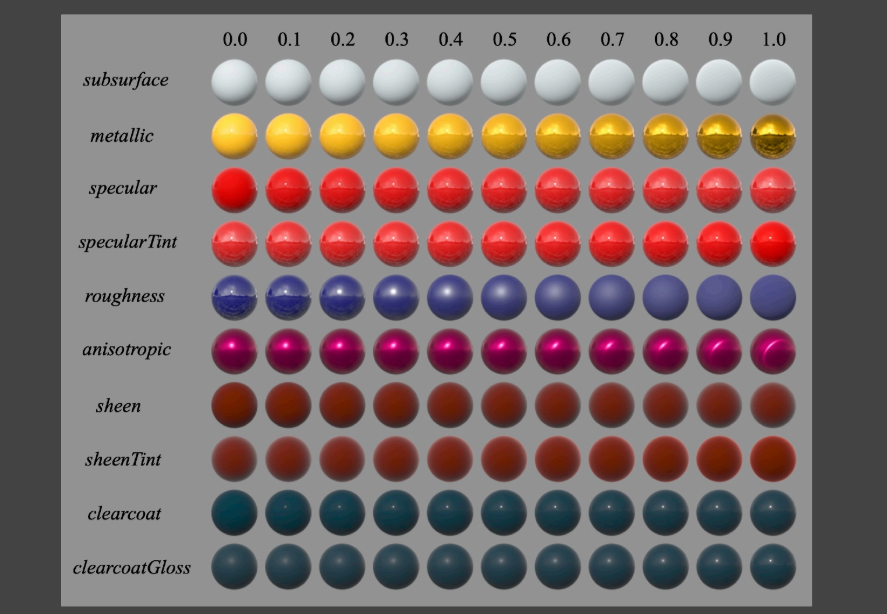 0.0 0.1 0.2 0.3 0.4 0.5 0.6 0.7 0.8 0.9 1.0
subsurface
metallic
specular
specularTint
roughness
anisotropic
sheen
sheenTint
clearcoat
clearcoatGloss